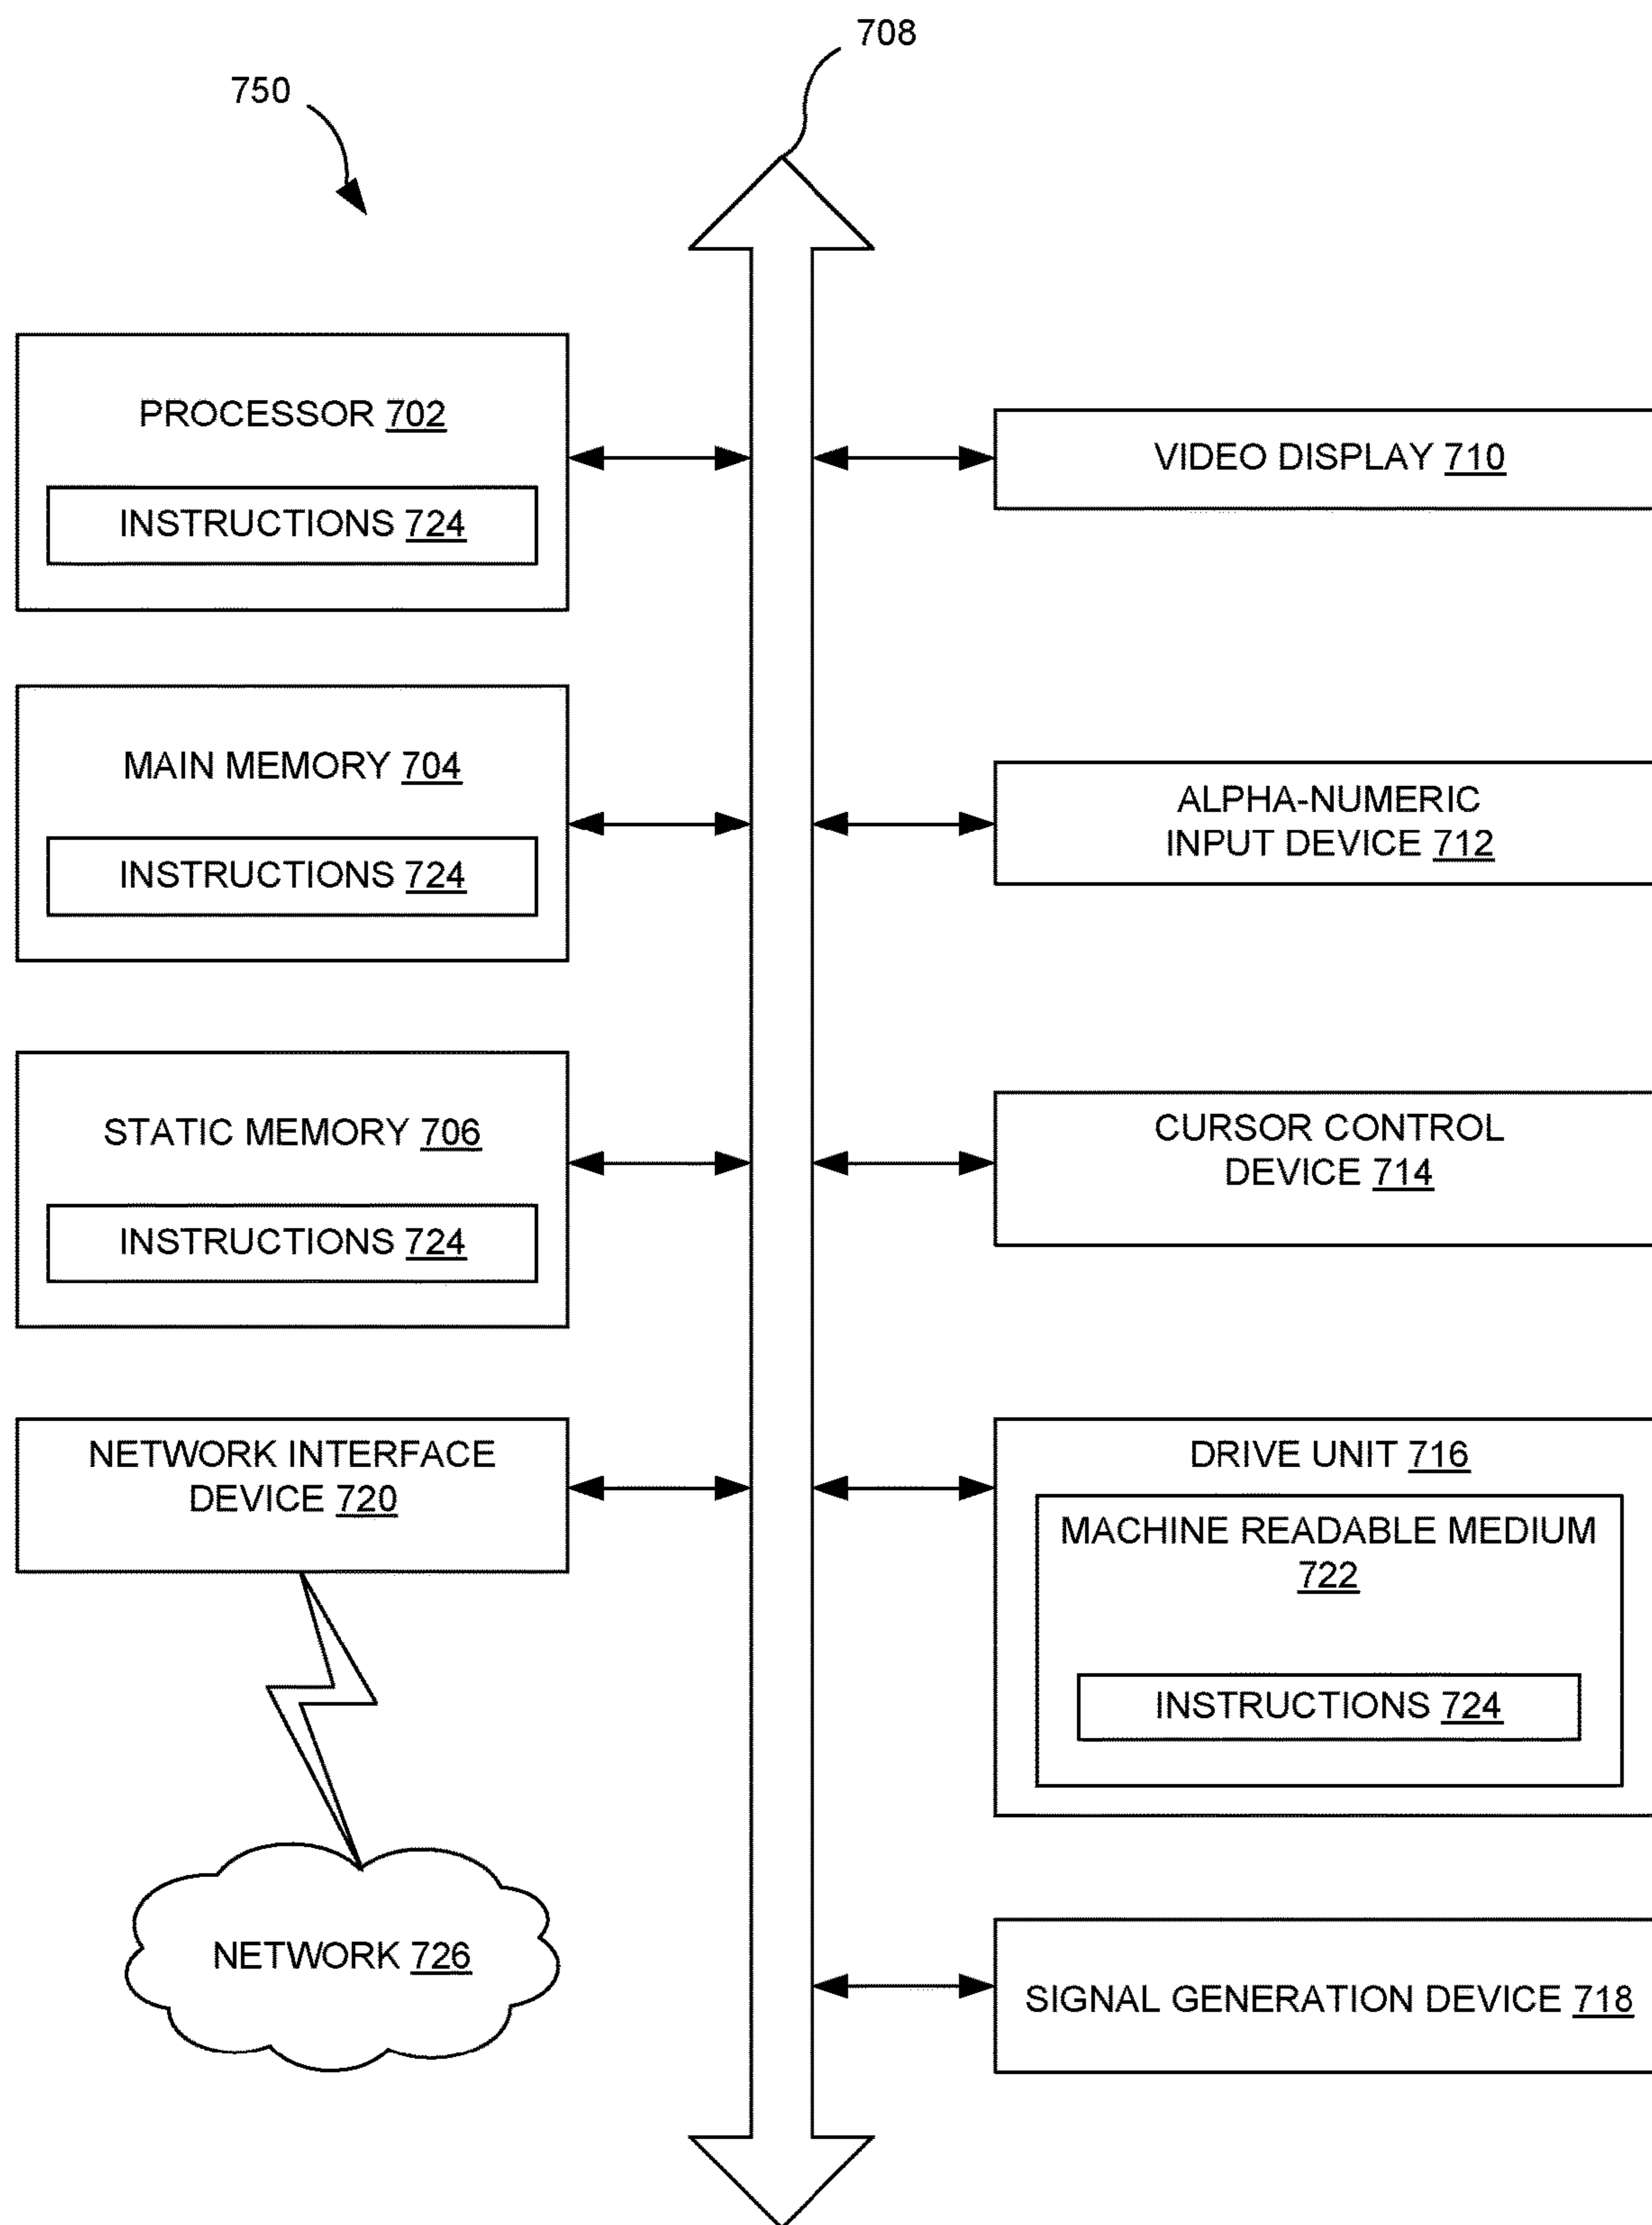 708
750
PROCESSOR 702
INSTRUCTIONS 724
MAIN MEMORY 704
INSTRUCTIONS 724
STATIC MEMORY 706
INSTRUCTIONS 724
NETWORK INTERFACE
DEVICE 720
NETWORK 726
VIDEO DISPLAY 710
ALPHA-NUMERIC
INPUT DEVICE 712
CURSOR CONTROL
DEVICE 714
DRIVE UNIT 716
MACHINE READABLE MEDIUM
722
INSTRUCTIONS 724
SIGNAL GENERATION DEVICE 718